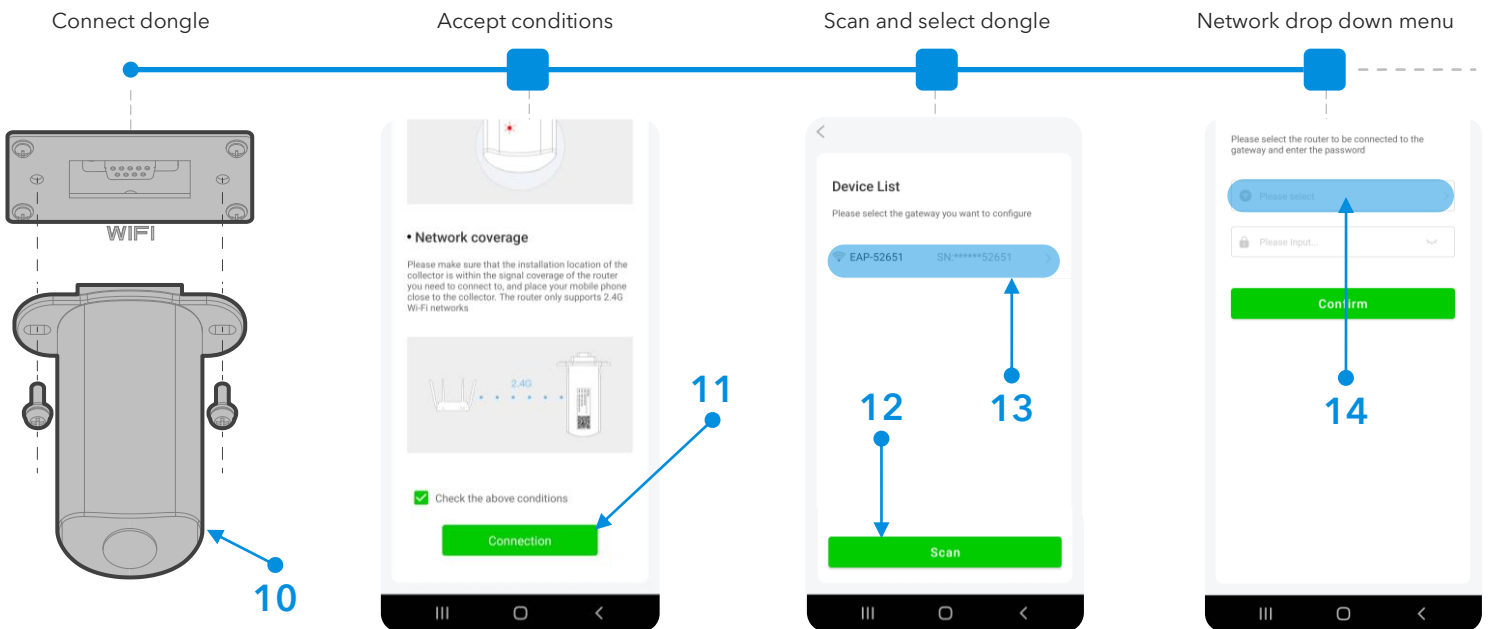 Connect dongle
Accept conditions
Scan and select dongle
Network drop down menu
WIFI
10
• Network coverage
Please make sure that the installation location of the
collector is within the signal coverage of the router
you need to connect to, and place your mobile phone
close to the collector. The router only supports 2.4G
Wi-Fi networks
2.4G
Check the above conditions
Connection
11
Device List
Please select the gateway you want to configure
EAP-52651 SN:******52651
12
13
Scan
Please select the router to be connected to the
gateway and enter the password
Please select
Please Input...
Confirm
14